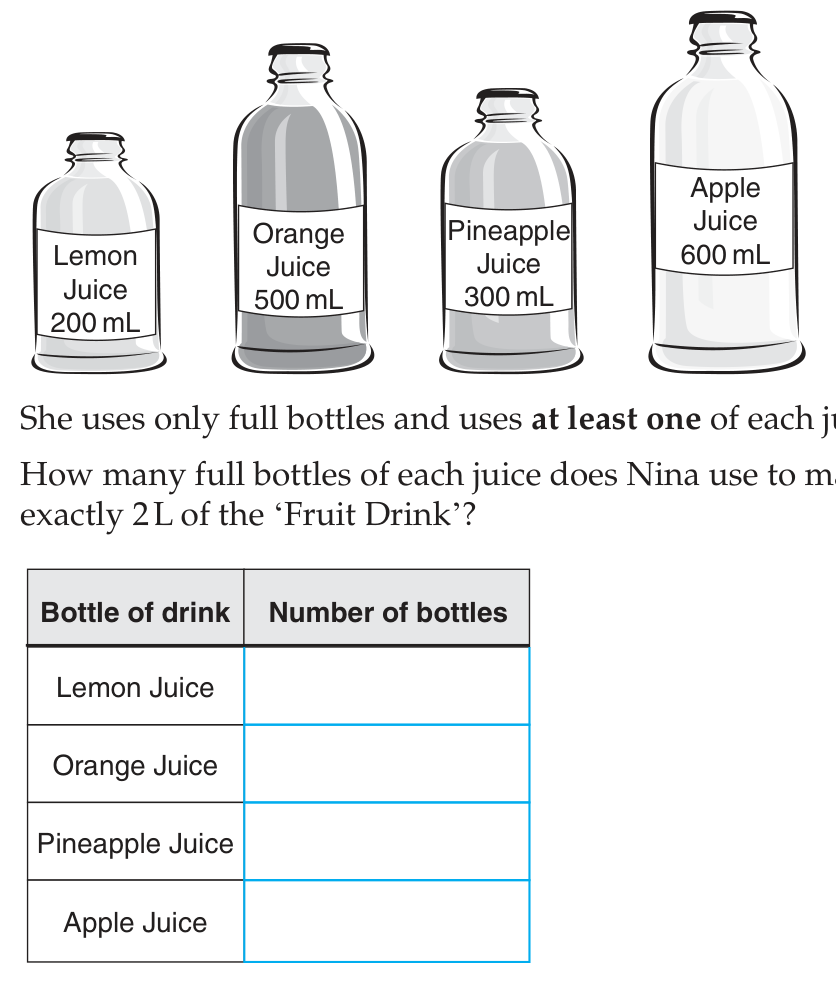 Lemon
Juice
200 mL
Orange
Juice
500 mL
Pineapple
Juice
300 mL
Apple
Juice
600 mL
She uses only full bottles and uses at least one of each
How many full bottles of each juice does Nina use to
exactly 2 L of the ‘Fruit Drink’?
Bottle of drink Number of bottles
Lemon Juice
Orange Juice
Pineapple Juice
Apple Juice